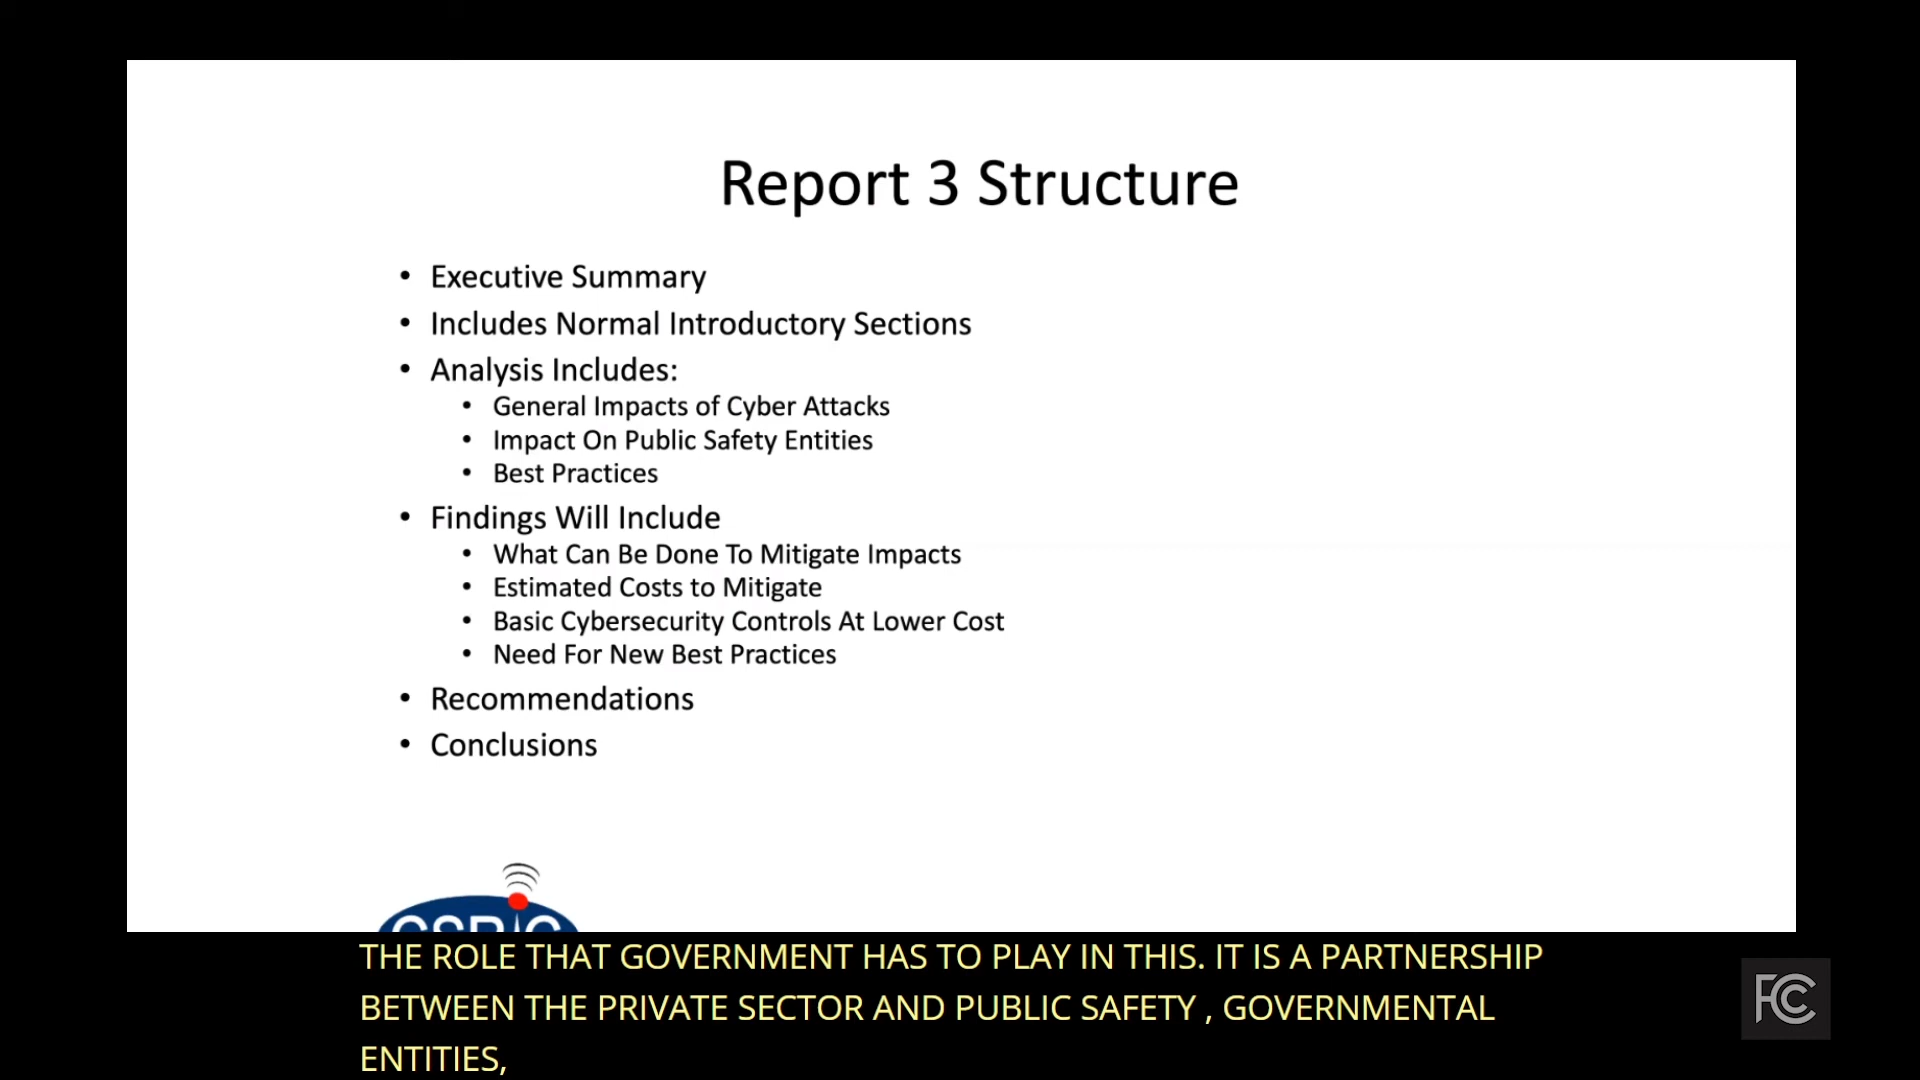 Report 3 Structure
• Executive Summary
• Includes Normal Introductory Sections
• Analysis Includes:
• General Impacts of Cyber Attacks
• Impact On Public Safety Entities
• Best Practices
• Findings Will Include
• What Can Be Done To Mitigate Impacts
• Estimated Costs to Mitigate
• Basic Cybersecurity Controls At Lower Cost
• Need For New Best Practices
• Recommendations
• Conclusions
CSRIC
THE ROLE THAT GOVERNMENT HAS TO PLAY IN THIS. IT IS A PARTNERSHIP
BETWEEN THE PRIVATE SECTOR AND PUBLIC SAFETY , GOVERNMENTAL
ENTITIES,
FCC